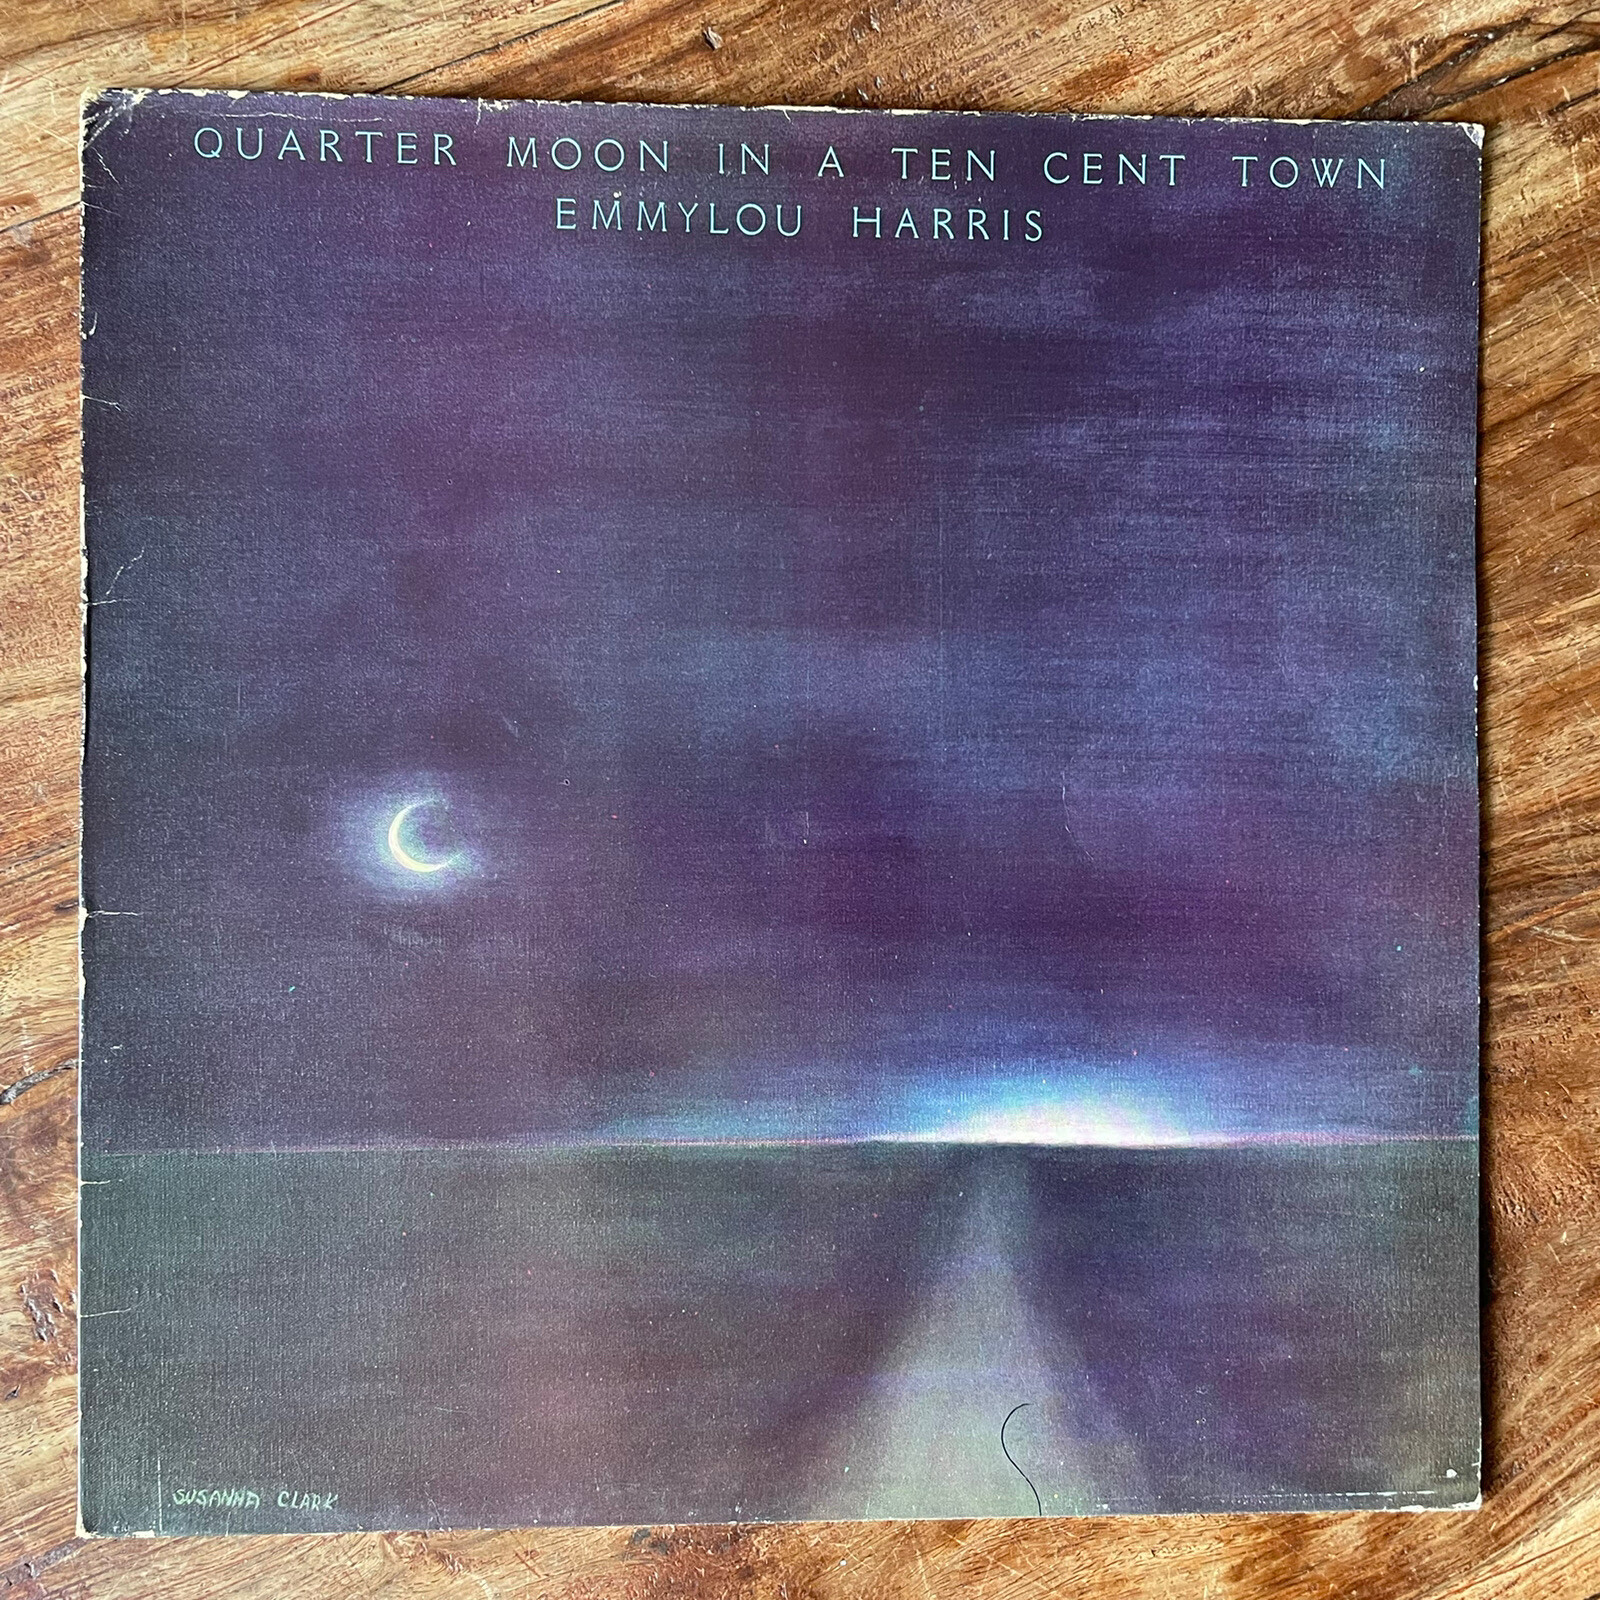 QUARTER MOON IN A TEN CENT TOWN
EMMYLOU HARRIS
SUSANNA CLARK